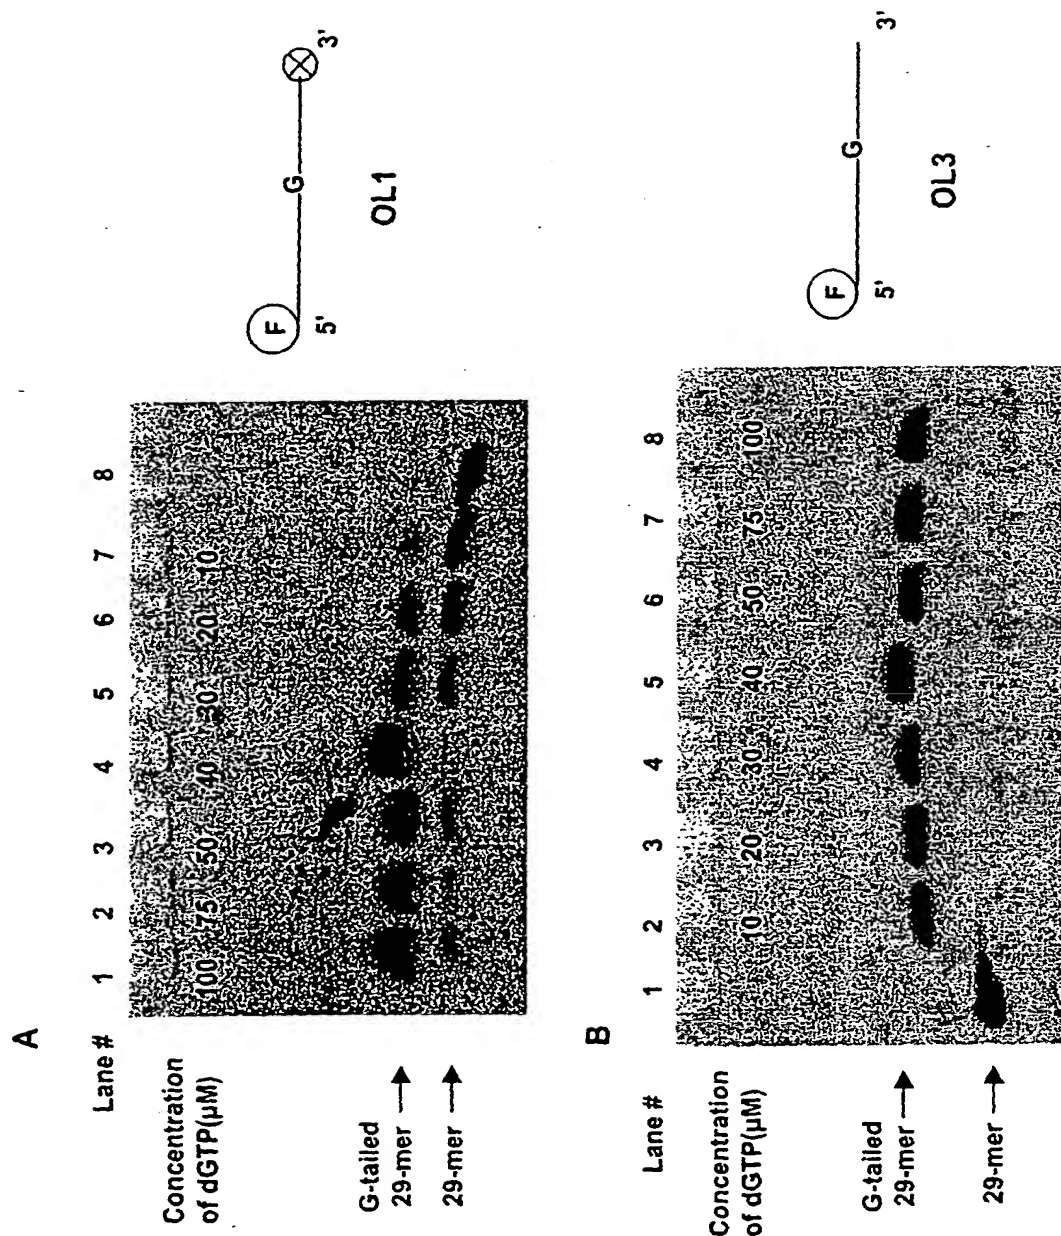 A
Lane # 1 2 3 4 5 6 7 8
Concentration
of dGTP(µM) 100 75 50 40 30 20 10
G-tailed
29-mer
29-mer
F
5'
G
3'
OL1
B
Lane # 1 2 3 4 5 6 7 8
Concentration
of dGTP(µM) 10 20 30 40 50 75 100
G-tailed
29-mer
29-mer
F
5'
G
3'
OL3